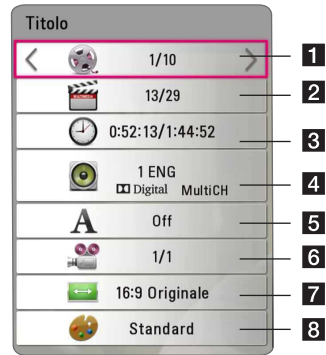 Titolo
1/10 1
13/29 2
0:52:13/1:44:52 3
1 ENG
Digital MultiCH 4
A Off 5
1/1 6
16:9 Originale 7
Standard 8